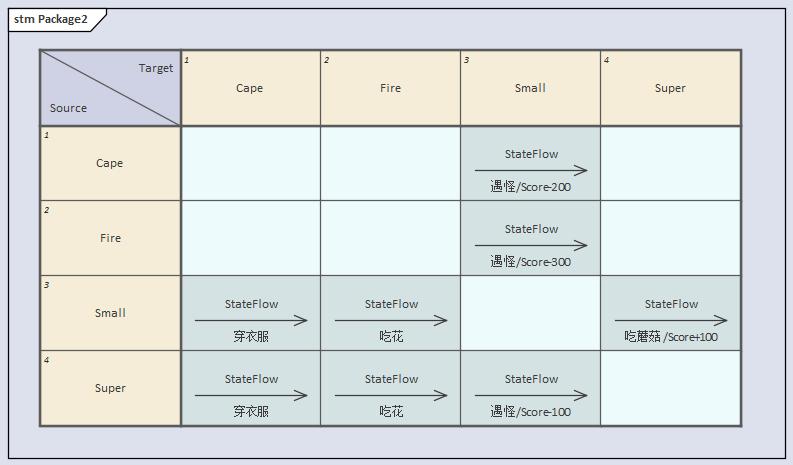 stm Package2
Target
Source
1
Cape
2
Fire
3
Small
4
Super
1
Cape
StateFlow
遇怪/Score-200
2
Fire
StateFlow
遇怪/Score-300
3
Small
StateFlow
穿衣服
StateFlow
吃花
StateFlow
吃蘑菇 /Score+100
4
Super
StateFlow
穿衣服
StateFlow
吃花
StateFlow
遇怪/Score-100